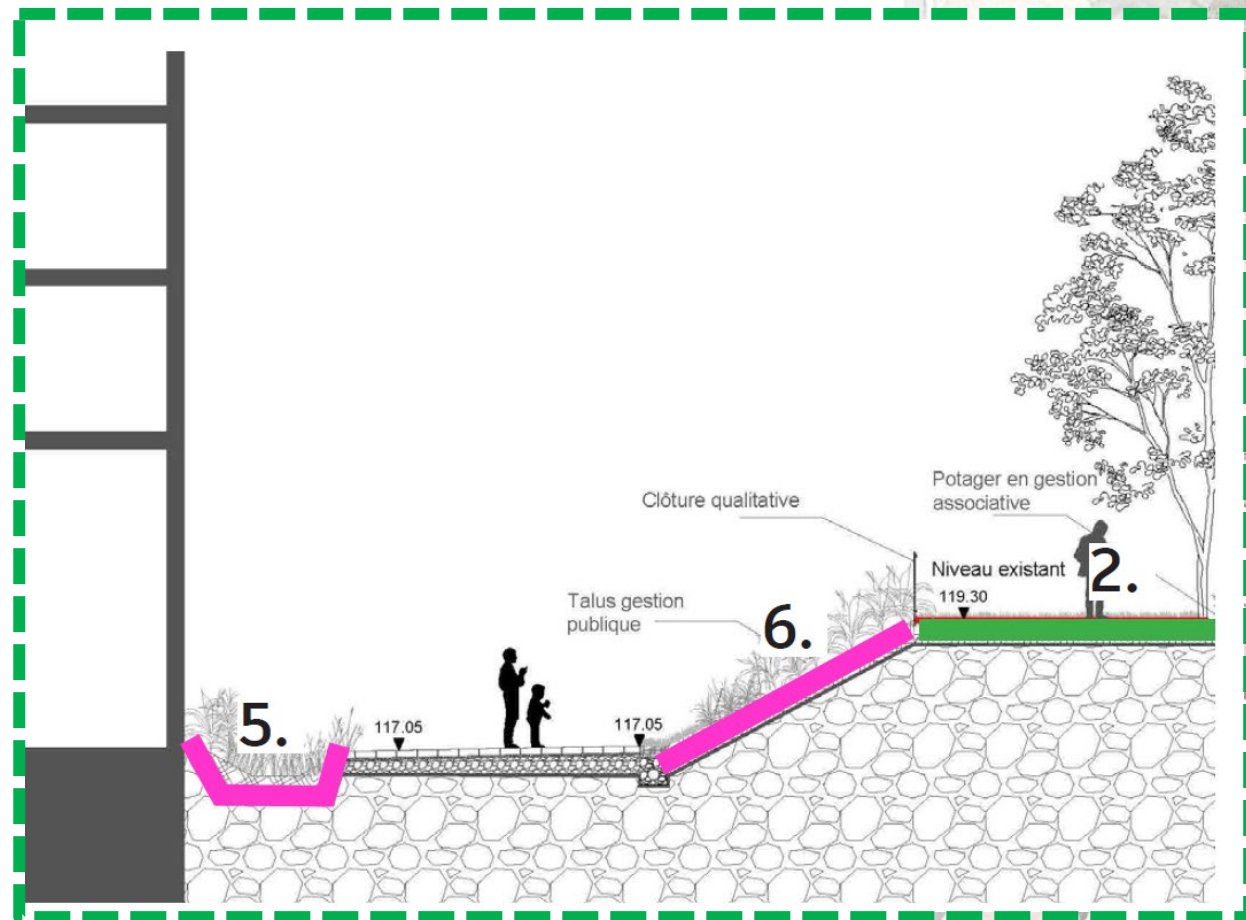 Clôture qualitative
Potager en gestion
associative
Niveau existant
2.
119.30
Talus gestion
publique
6.
5.
117.05
117.05